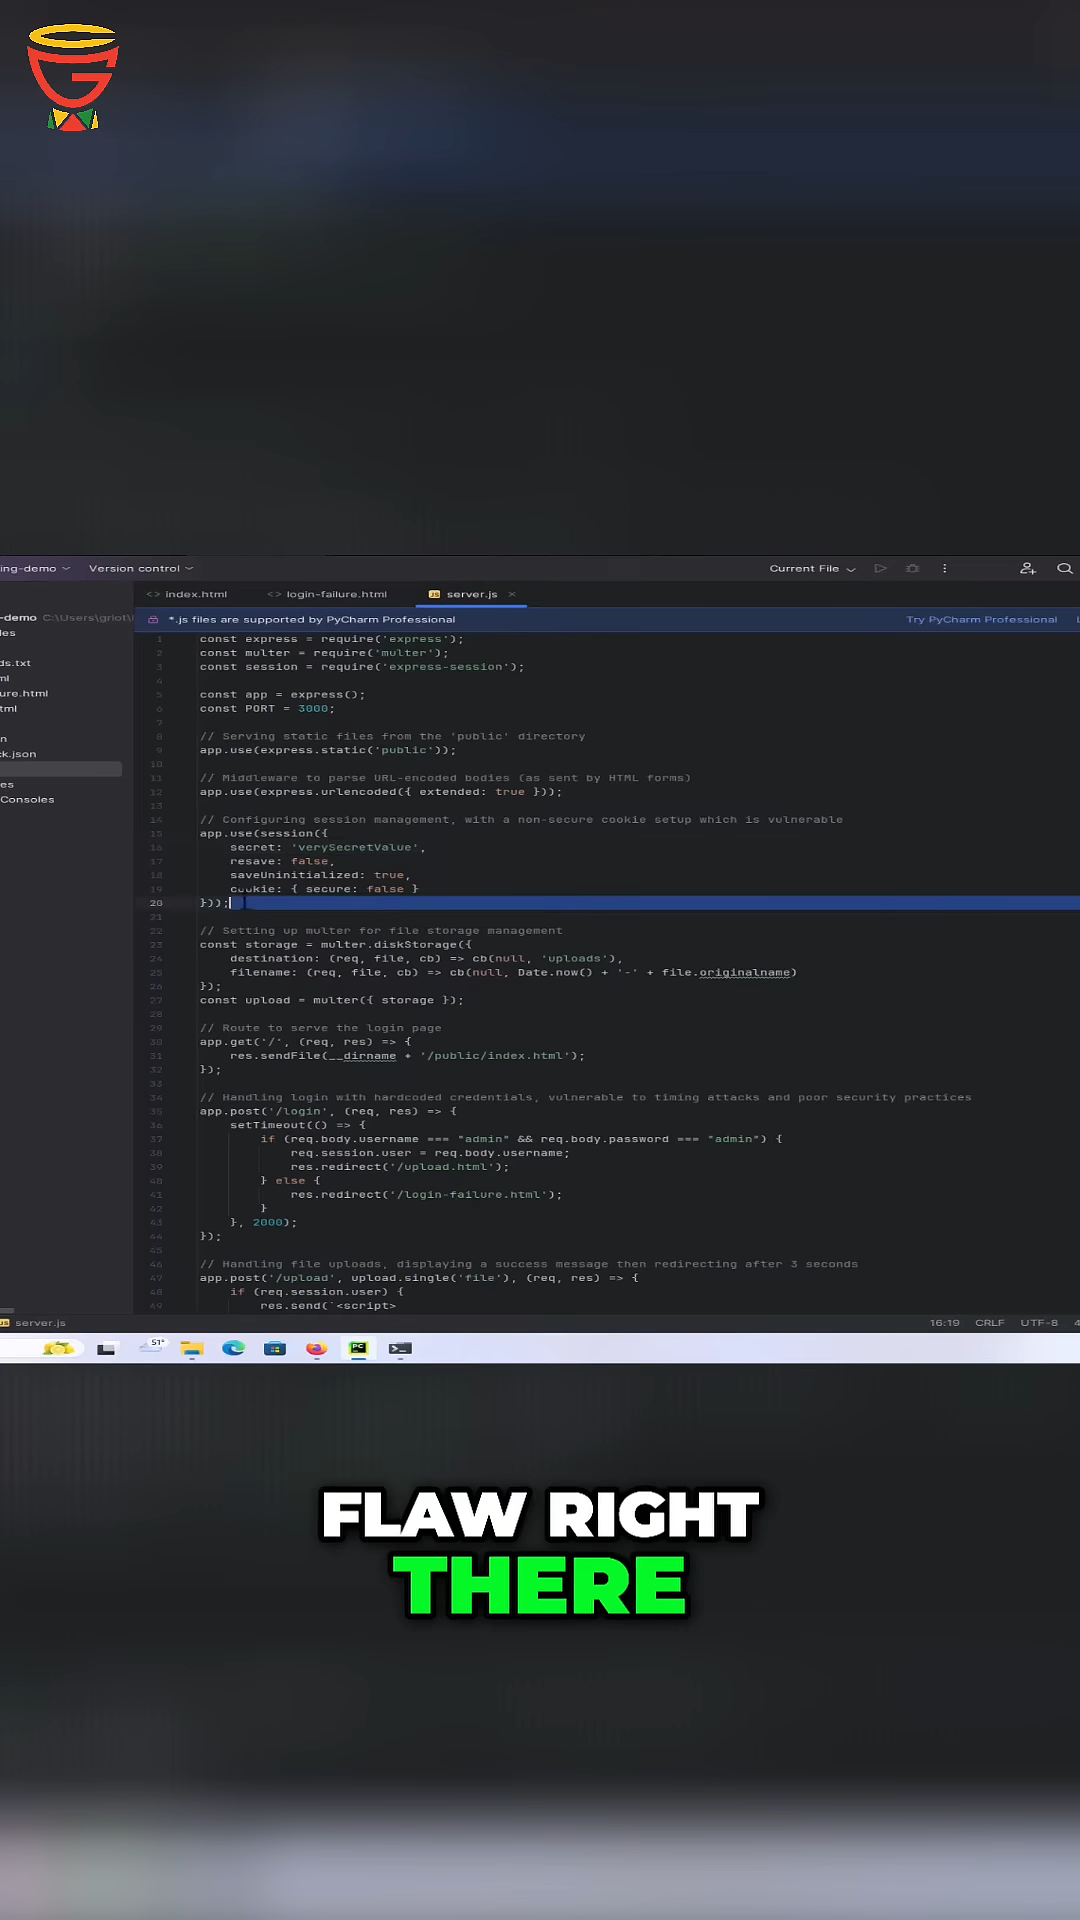 G
ing-demo Version control Current File
index.html login-failure.html server.js
-demo C:\Users\griot\
*.js files are supported by PyCharm Professional Try PyCharm Professional
les
ds.txt
ml
ure.html
tml
n
ck.json
es
Consoles
1 const express = require('express');
2 const multer = require('multer');
3 const session = require('express-session');
4
5 const app = express();
6 const PORT = 3000;
7
8 // Serving static files from the 'public' directory
9 app.use(express.static('public'));
10
11 // Middleware to parse URL-encoded bodies (as sent by HTML forms)
12 app.use(express.urlencoded({ extended: true }));
13
14 // Configuring session management, with a non-secure cookie setup which is vulnerable
15 app.use(session({
16 secret: 'verySecretValue',
17 resave: false,
18 saveUninitialized: true,
19 cookie: { secure: false }
20 }));
21
22 // Setting up multer for file storage management
23 const storage = multer.diskStorage({
24 destination: (req, file, cb) => cb(null, 'uploads'),
25 filename: (req, file, cb) => cb(null, Date.now() + '-' + file.originalname)
26 });
27 const upload = multer({ storage });
28
29 // Route to serve the login page
30 app.get('/', (req, res) => {
31 res.sendFile(__dirname + '/public/index.html');
32 });
33
34 // Handling login with hardcoded credentials, vulnerable to timing attacks and poor security practices
35 app.post('/login', (req, res) => {
36 setTimeout(() => {
37 if (req.body.username === "admin" && req.body.password === "admin") {
38 req.session.user = req.body.username;
39 res.redirect('/upload.html');
40 } else {
41 res.redirect('/login-failure.html');
42 }
43 }, 2000);
44 });
45
46 // Handling file uploads, displaying a success message then redirecting after 3 seconds
47 app.post('/upload', upload.single('file'), (req, res) => {
48 if (req.session.user) {
49 res.send(`<script>
server.js 16:19 CRLF UTF-8 4
51°
PC
FLAW RIGHT
THERE